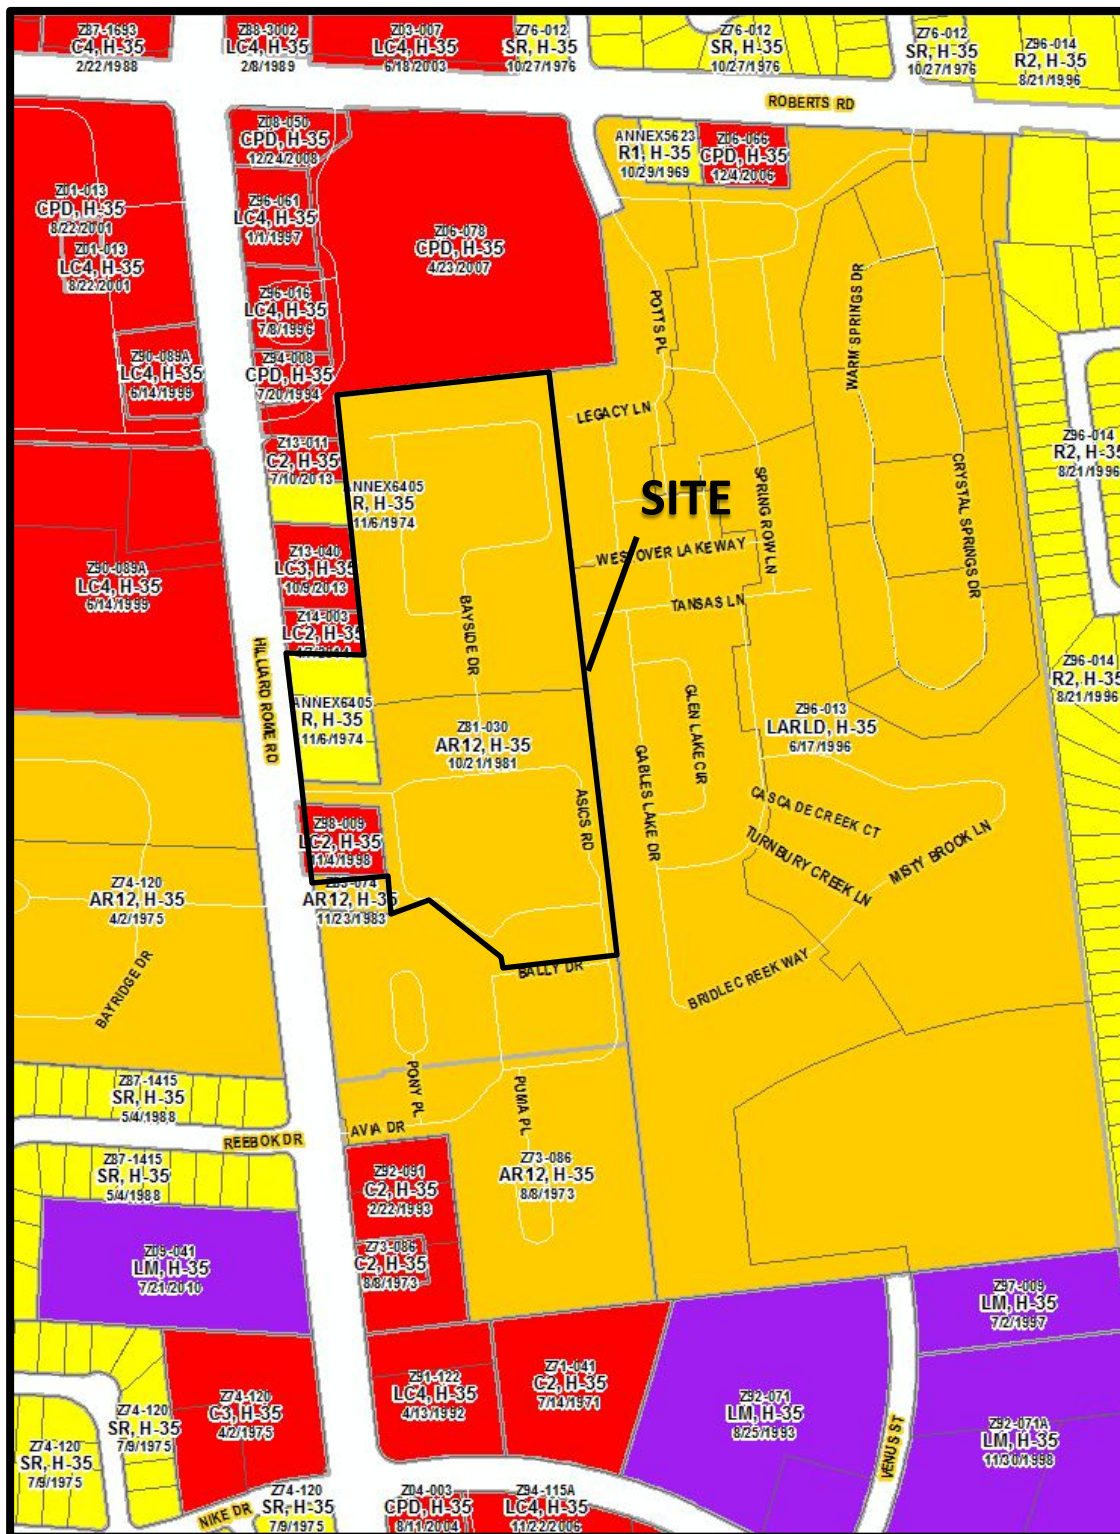 Z87-1693
C4, H-35
2/22/1988
Z88-3002
LC4, H-35
2/8/1989
Z03-007
LC4, H-35
6/18/2003
Z76-012
SR, H-35
10/27/1976
Z76-012
SR, H-35
10/27/1976
Z76-012
SR, H-35
10/27/1976
Z96-014
R2, H-35
8/21/1996
ROBERTS RD
Z08-050
CPD, H-35
12/24/2008
ANNEX5623
R1, H-35
10/29/1969
Z06-066
CPD, H-35
12/4/2006
Z01-013
CPD, H-35
8/22/2001
Z01-013
LC4, H-35
8/22/2001
Z96-061
LC4, H-35
1/1/1997
Z06-078
CPD, H-35
4/23/2007
Z96-016
LC4, H-35
7/8/1996
POTTS PL
WARM SPRINGS DR
Z90-089A
LC4, H-35
6/14/1999
Z94-008
CPD, H-35
7/20/1994
LEGACY LN
Z13-011
C2, H-35
7/10/2013
ANNEX6405
R, H-35
11/6/1974
SITE
SPRING ROW LN
CRYSTAL SPRINGS DR
Z96-014
R2, H-35
8/21/1996
Z90-089A
LC4, H-35
6/14/1999
Z13-040
LC3, H-35
10/9/2013
WESTOVER LAKEWAY
TANSAS LN
Z14-003
LC2, H-35
BAYSIDE DR
HILLIARD ROME RD
ANNEX6405
R, H-35
11/6/1974
Z81-030
AR12, H-35
10/21/1981
GLEN LAKE CIR
GABLES LAKE DR
Z96-013
LARLD, H-35
6/17/1996
Z96-014
R2, H-35
8/21/1996
ASICS RD
CASCADE CREEK CT
TURNBURY CREEK LN
MISTY BROOK LN
Z98-009
LC2, H-35
11/4/1998
Z74-120
AR12, H-35
4/2/1975
Z83-074
AR12, H-35
11/23/1983
BAYRIDGE DR
BALLY DR
BRIDLECREEK WAY
Z87-1415
SR, H-35
5/4/1988
PONY PL
PUMA PL
REEBOK DR
AVIA DR
Z87-1415
SR, H-35
5/4/1988
Z92-091
C2, H-35
2/22/1993
Z73-086
AR12, H-35
8/8/1973
Z09-041
LM, H-35
7/21/2010
Z73-086
C2, H-35
8/8/1973
Z97-009
LM, H-35
7/2/1997
Z91-122
LC4, H-35
4/13/1992
Z71-041
C2, H-35
7/14/1971
Z74-120
C3, H-35
4/2/1975
Z74-120
SR, H-35
7/9/1975
Z74-120
SR, H-35
7/9/1975
Z92-071
LM, H-35
8/25/1993
VENUS ST
Z92-071A
LM, H-35
11/30/1998
NIKE DR
Z74-120
SR, H-35
7/9/1975
Z04-003
CPD, H-35
8/11/2004
Z94-115A
LC4, H-35
11/22/2006